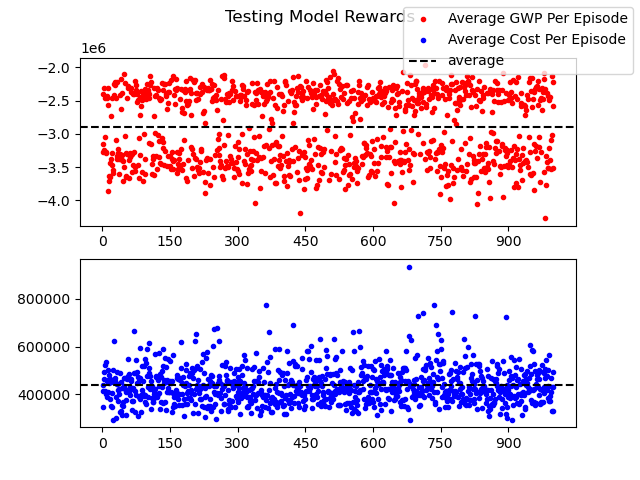 Testing Model Rewards
Average GWP Per Episode
Average Cost Per Episode
average
1e6
−2.0
−2.5
−3.0
−3.5
−4.0
0 150 300 450 600 750 900
800000
600000
400000
0 150 300 450 600 750 900